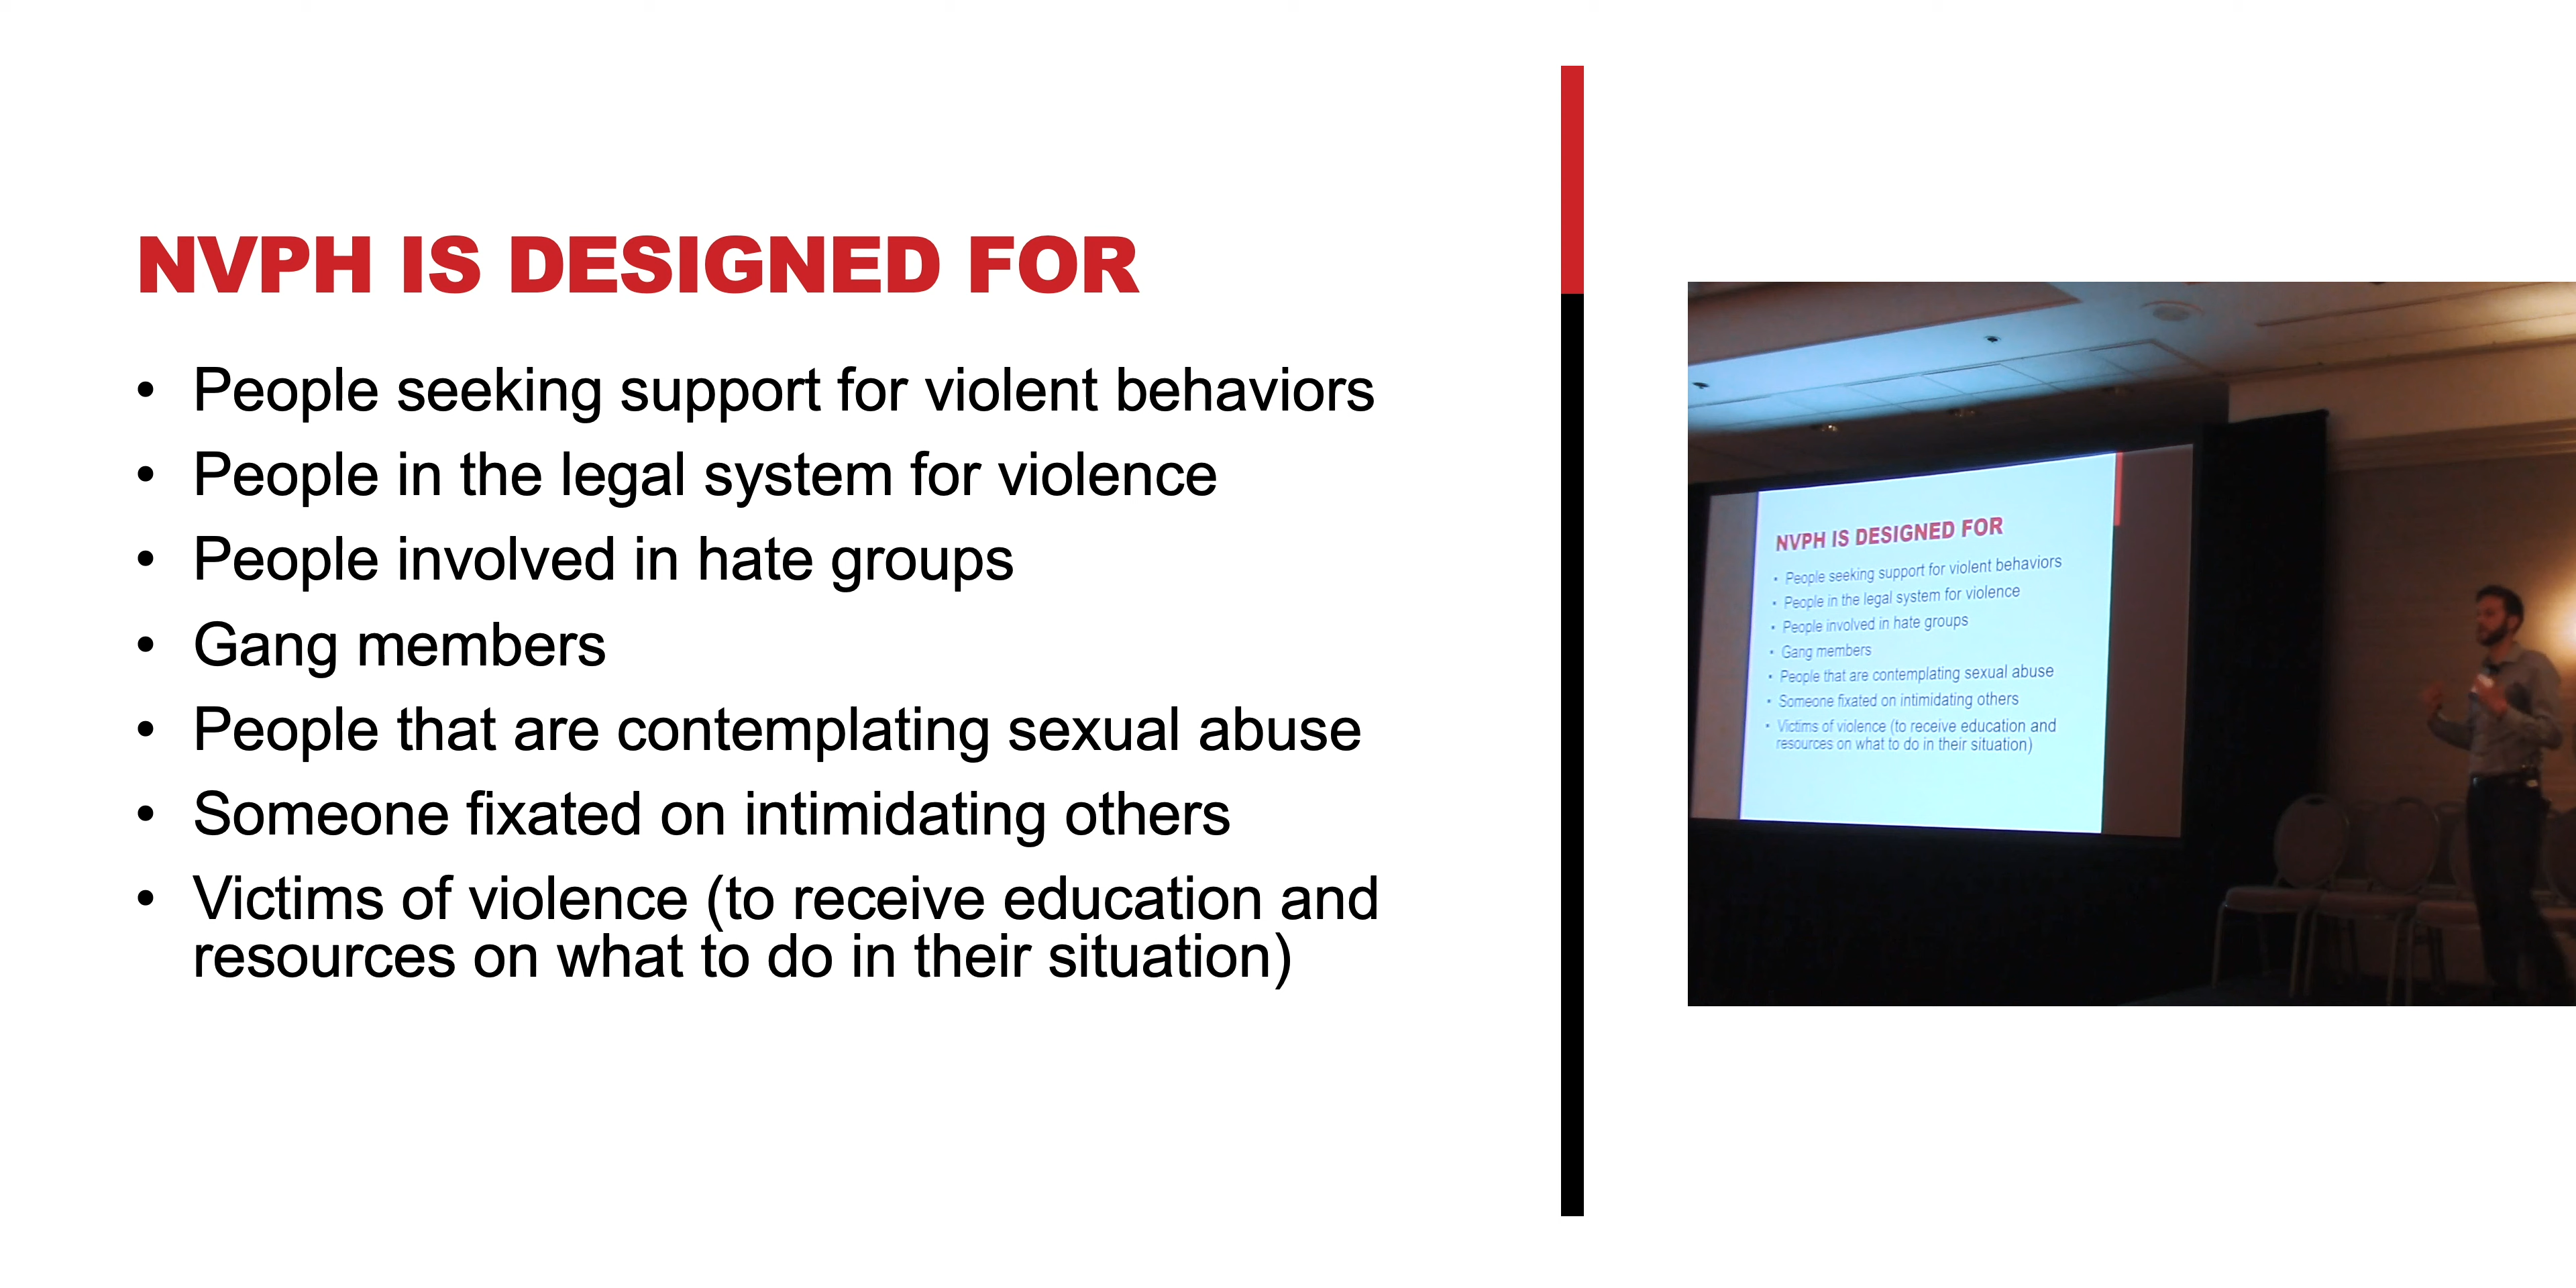 NVPH IS DESIGNED FOR
• People seeking support for violent behaviors
• People in the legal system for violence
• People involved in hate groups
• Gang members
• People that are contemplating sexual abuse
• Someone fixated on intimidating others
• Victims of violence (to receive education and
resources on what to do in their situation)
NVPH IS DESIGNED FOR
• People seeking support for violent behaviors
• People in the legal system for violence
• People involved in hate groups
• Gang members
• People that are contemplating sexual abuse
• Someone fixated on intimidating others
• Victims of violence (to receive education and
resources on what to do in their situation)